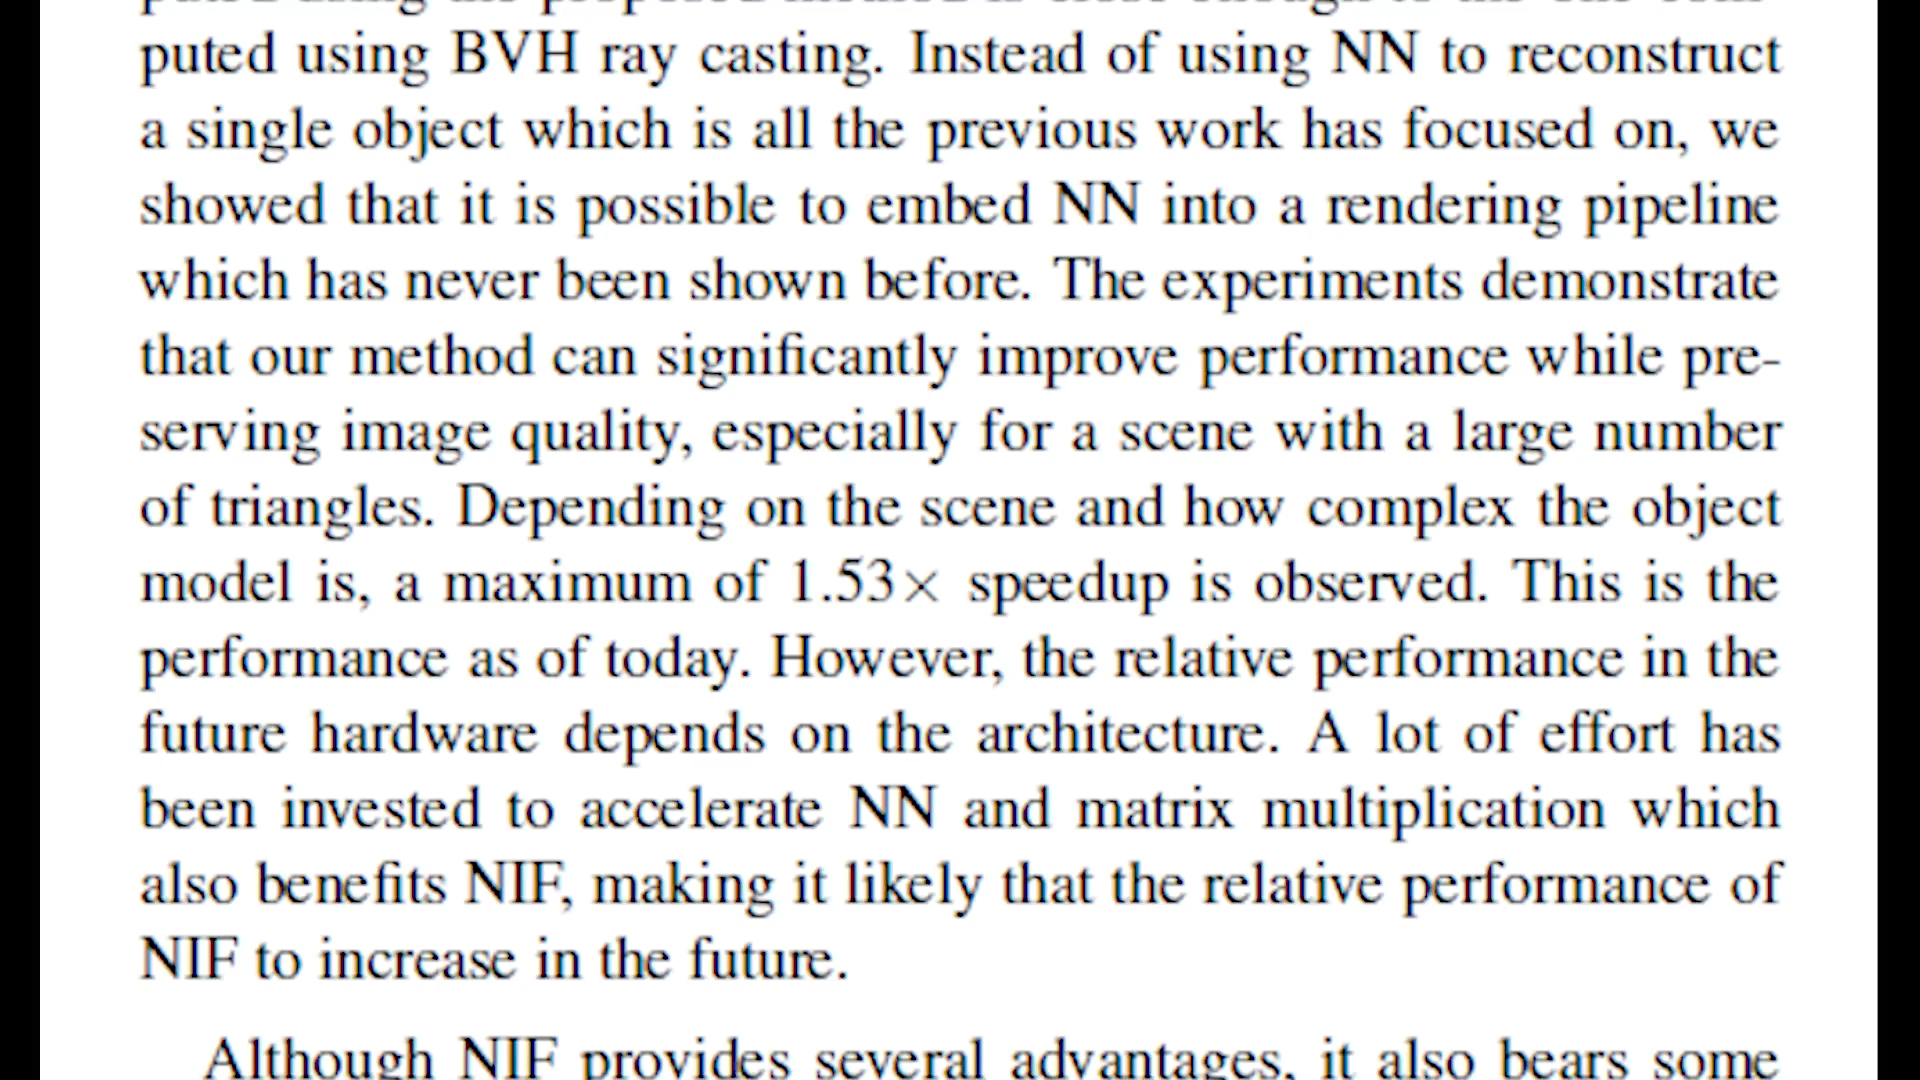 puted using BVH ray casting. Instead of using NN to reconstruct
a single object which is all the previous work has focused on, we
showed that it is possible to embed NN into a rendering pipeline
which has never been shown before. The experiments demonstrate
that our method can significantly improve performance while pre-
serving image quality, especially for a scene with a large number
of triangles. Depending on the scene and how complex the object
model is, a maximum of 1.53× speedup is observed. This is the
performance as of today. However, the relative performance in the
future hardware depends on the architecture. A lot of effort has
been invested to accelerate NN and matrix multiplication which
also benefits NIF, making it likely that the relative performance of
NIF to increase in the future.
Although NIF provides several advantages, it also bears some